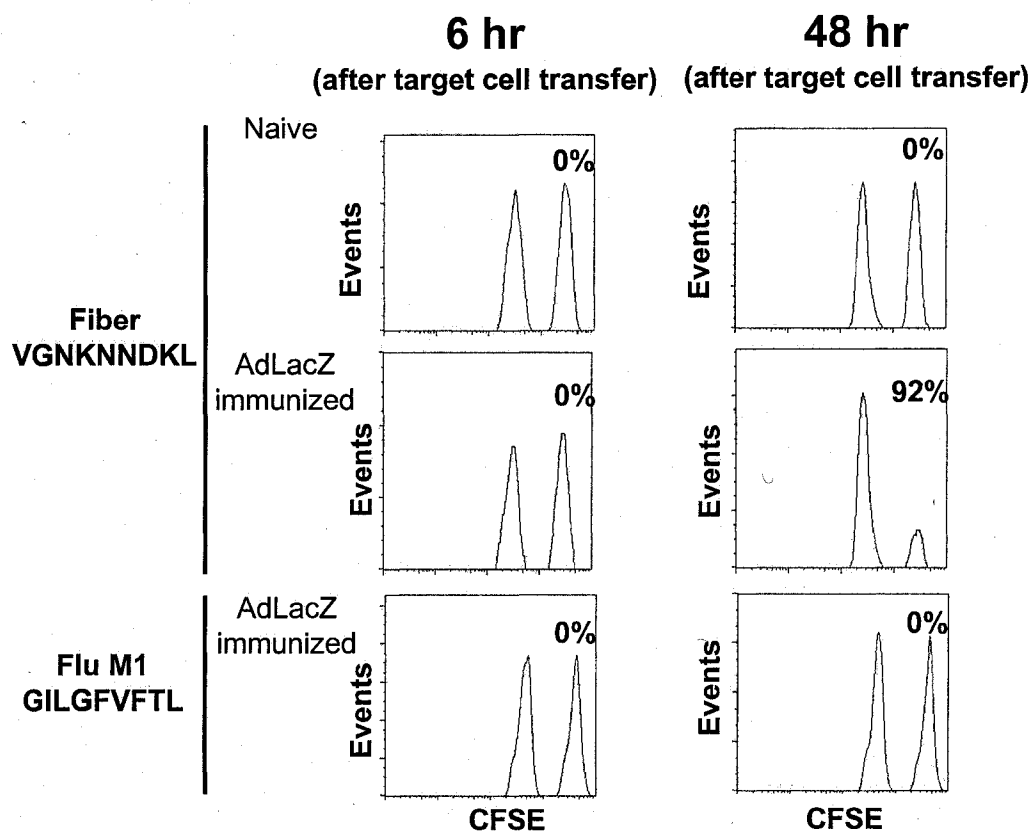 6 hr
(after target cell transfer)
48 hr
(after target cell transfer)
Fiber
VGNKNNDKL
Naive
Events
0%
Events
0%
AdLacZ
immunized
Events
0%
Events
92%
Flu M1
GILGFVFTL
AdLacZ
immunized
Events
0%
CFSE
Events
0%
CFSE